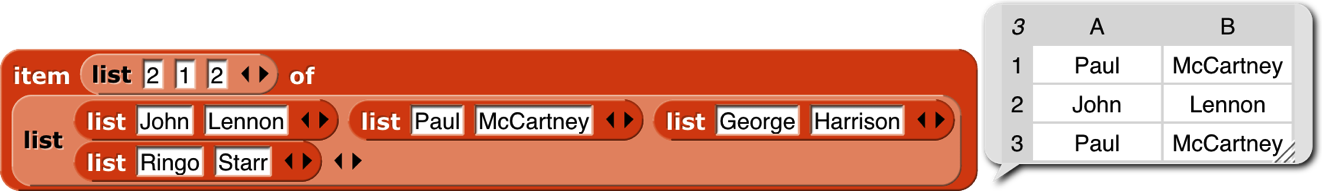 item list 2 1 2 of
list list John Lennon list Paul McCartney list George Harrison
list Ringo Starr
3 A B
1 Paul McCartney
2 John Lennon
3 Paul McCartney